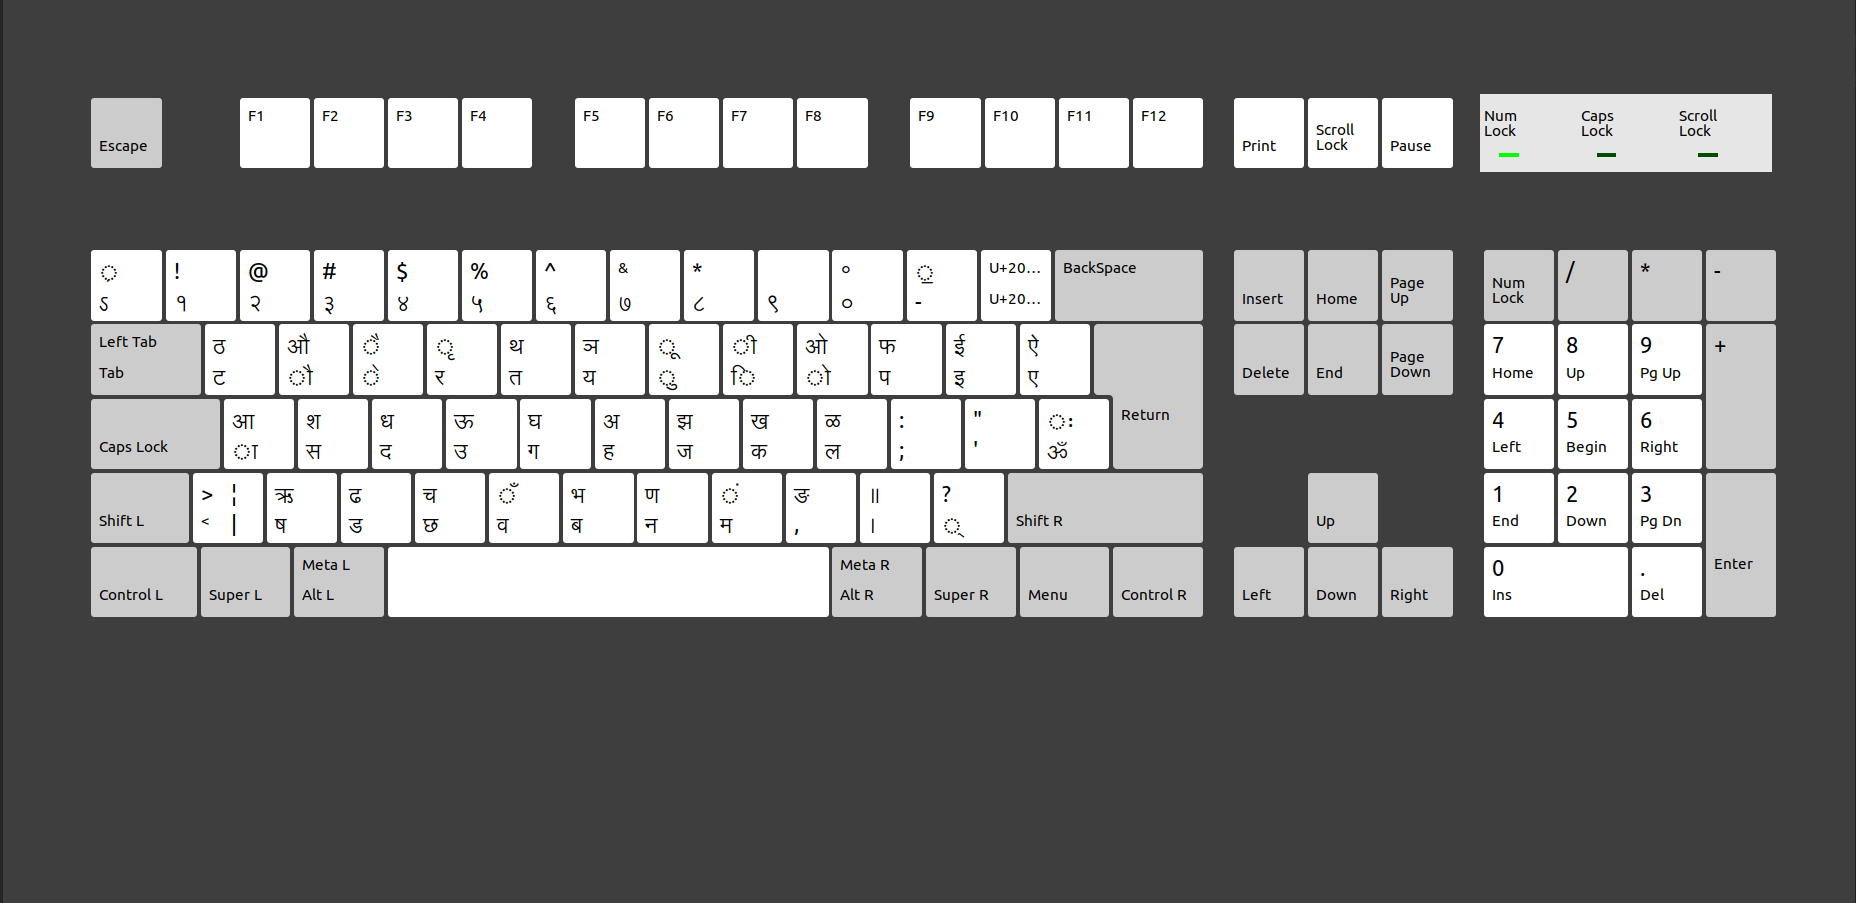 Escape F1 F2 F3 F4 F5 F6 F7 F8 F9 F10 F11 F12 Print Scroll Lock Pause Num Lock Caps Lock Scroll Lock
़ ! @ # $ % ^ & * ° ॒ U+20... BackSpace Insert Home Page Up Num Lock / * -
ऽ १ २ ३ ४ ५ ६ ७ ८ ९ ० - U+20...
Left Tab ठ औ ै ृ थ ञ ू ी ओ फ ई ऐ Delete End Page Down 7 8 9 +
Tab ट ौ े र त य ु ि ो प इ ए Home Up Pg Up
Caps Lock आ श ध ऊ घ अ झ ख ळ : " ः Return 4 5 6
ा स द उ ग ह ज क ल ; ' ॐ Left Begin Right
Shift L > ¦ ऋ ढ च ँ भ ण ं ङ ॥ ? Shift R Up 1 2 3 Enter
< | ष ड छ व ब न म , । ् End Down Pg Dn
Control L Super L Meta L Meta R Super R Menu Control R Left Down Right 0 .
Alt L Alt R Ins Del